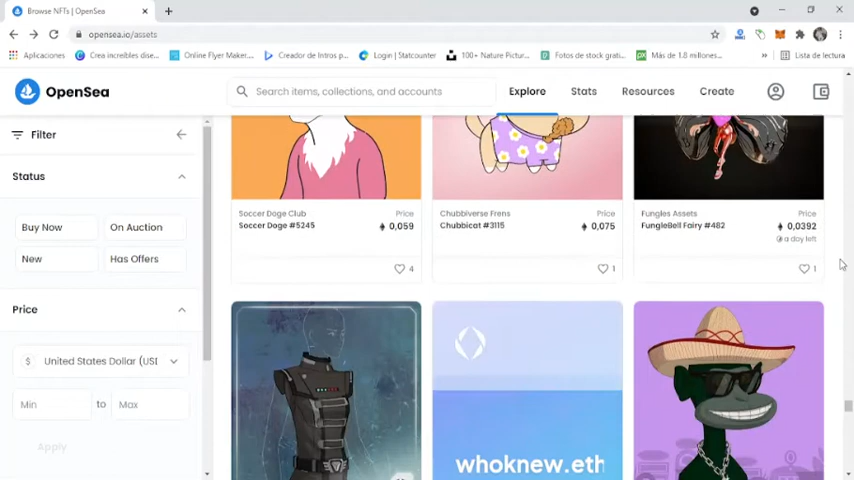 Browse NFTs | OpenSea
opensea.io/assets
Aplicaciones
Crea increíbles dise...
Online Flyer Maker,...
Creador de Intros p...
Login | Statcounter
100+ Nature Pictur...
Fotos de stock grati...
Más de 1.8 millones...
Lista de lectura
OpenSea
Search items, collections, and accounts
Explore
Stats
Resources
Create
Filter
Status
Buy Now
On Auction
New
Has Offers
Price
$ United States Dollar (USI
Min
to
Max
Apply
Soccer Doge Club
Price
Soccer Doge #5245
0,059
4
Chubbiverse Frens
Price
Chubbicat #3115
0,075
1
Fungles Assets
Price
FungleBell Fairy #482
0,0392
a day left
1
whoknew.eth